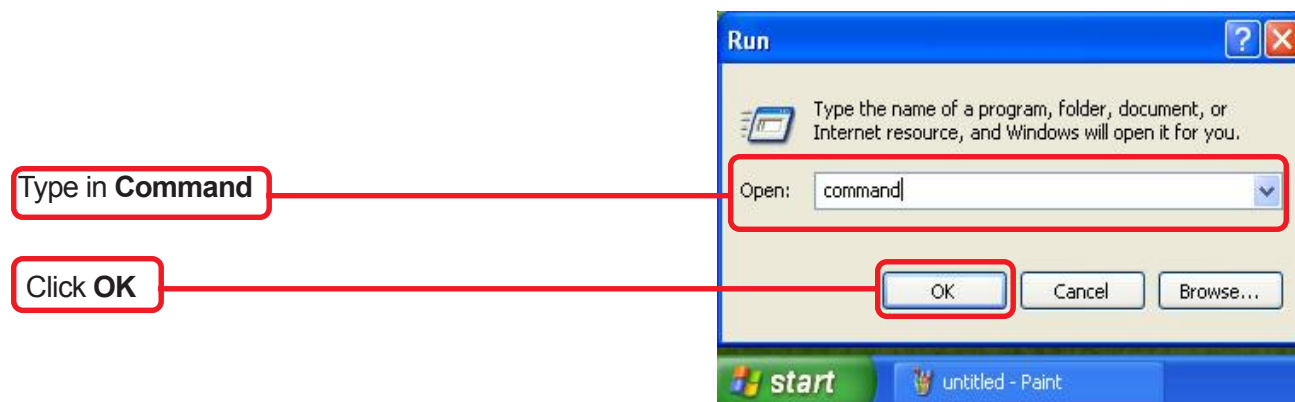 Run
Type the name of a program, folder, document, or
Internet resource, and Windows will open it for you.
Type in Command
Open: command
Click OK
OK Cancel Browse...
start untitled - Paint